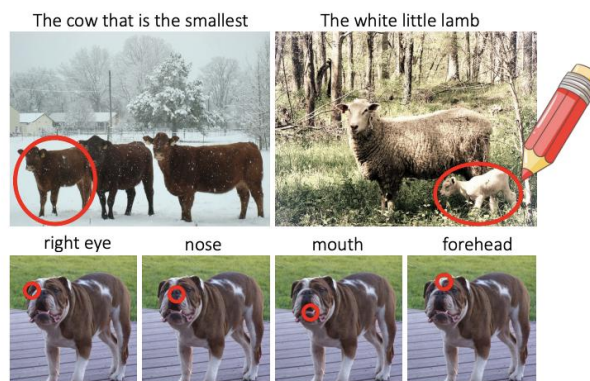 The cow that is the smallest
The white little lamb
right eye
nose
mouth
forehead